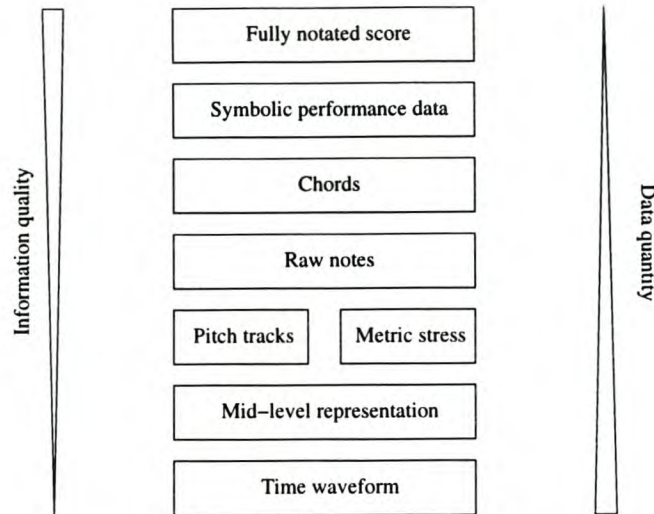 Fully notated score
Symbolic performance data
Chords
Raw notes
Pitch tracks
Metric stress
Mid–level representation
Time waveform
Information quality
Data quantity